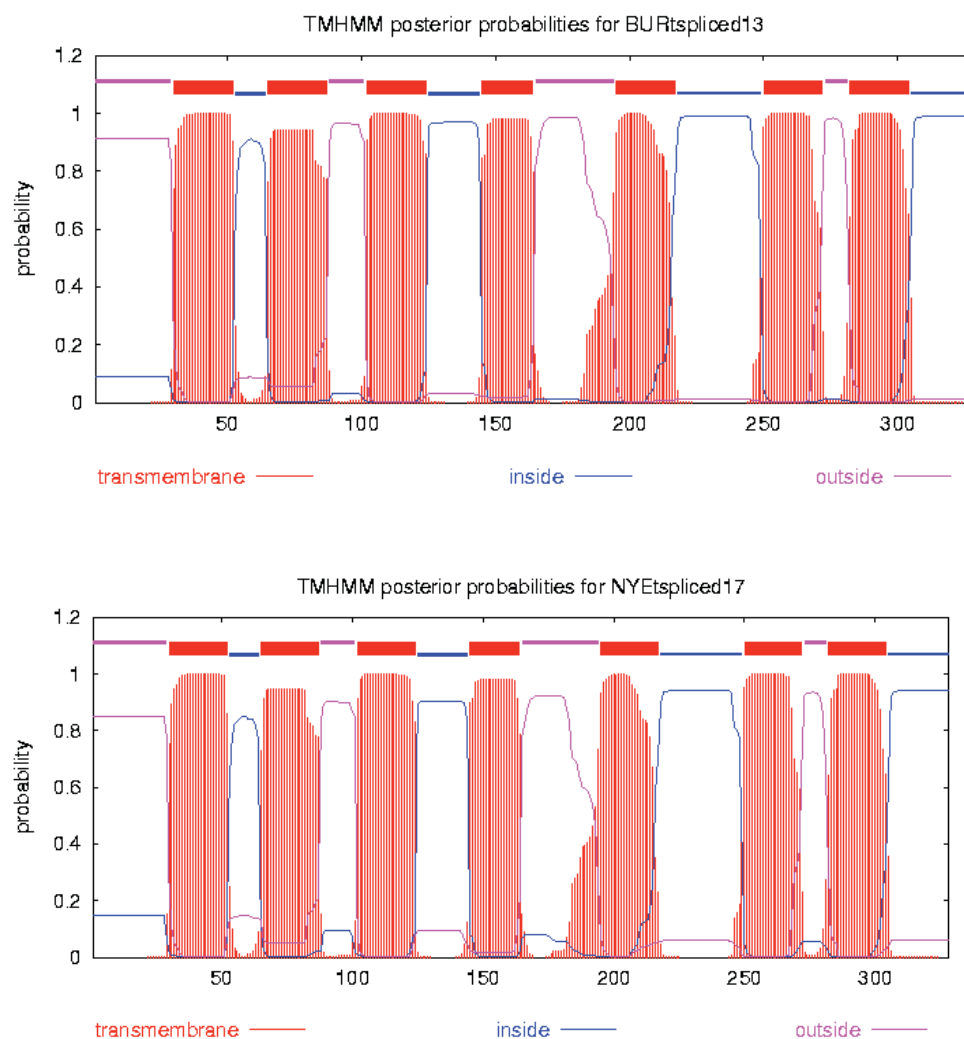 TMHMM posterior probabilities for BURtspliced13
1.2
1
0.8
0.6
0.4
0.2
0
probability
50 100 150 200 250 300
transmembrane inside outside
TMHMM posterior probabilities for NYEtspliced17
1.2
1
0.8
0.6
0.4
0.2
0
probability
50 100 150 200 250 300
transmembrane inside outside